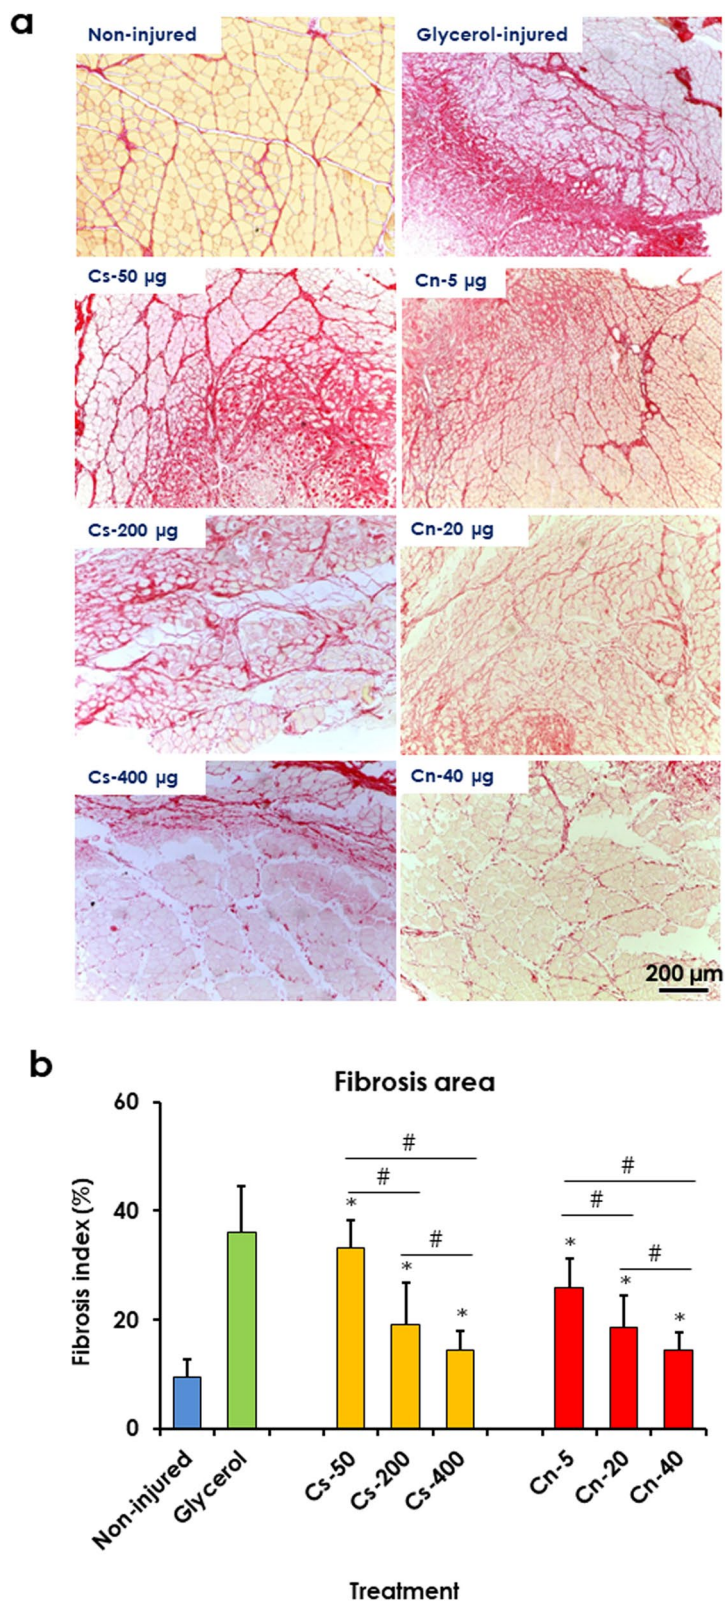 a
Non-injured
Glycerol-injured
Cs-50 µg
Cn-5 µg
Cs-200 µg
Cn-20 µg
Cs-400 µg
Cn-40 µg
200 µm
b
Fibrosis area
60
40
20
0
Fibrosis index (%)
#
#
#
*
*
*
#
#
#
*
*
*
Non-injured
Glycerol
Cs-50
Cs-200
Cs-400
Cn-5
Cn-20
Cn-40
Treatment